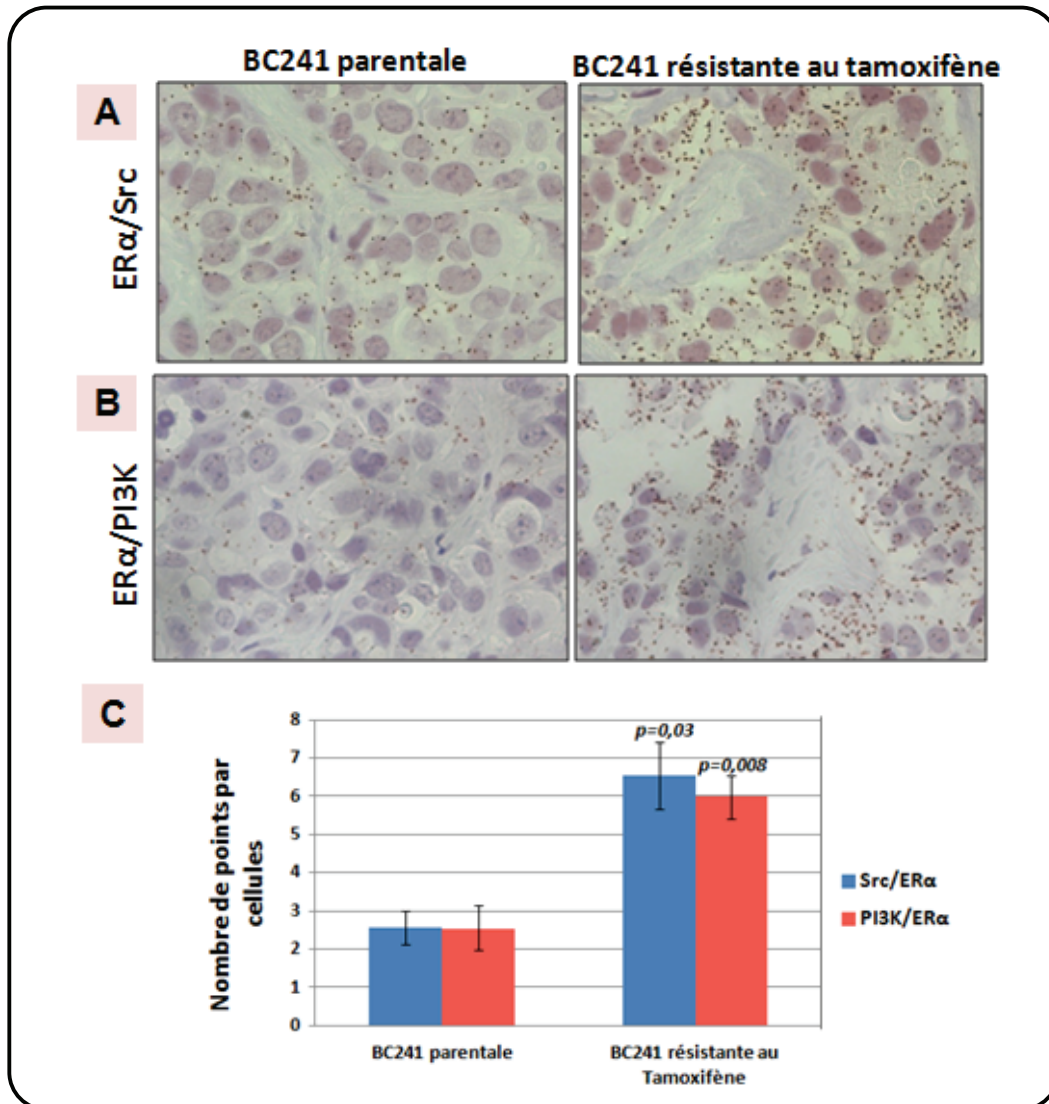 BC241 parentale
BC241 résistante au tamoxifène
A
ERα/Src
B
ERα/PI3K
C
Nombre de points par
cellules
8
7
6
5
4
3
2
1
0
p=0,03
p=0,008
Src/ERα
PI3K/ERα
BC241 parentale
BC241 résistante au
Tamoxifène